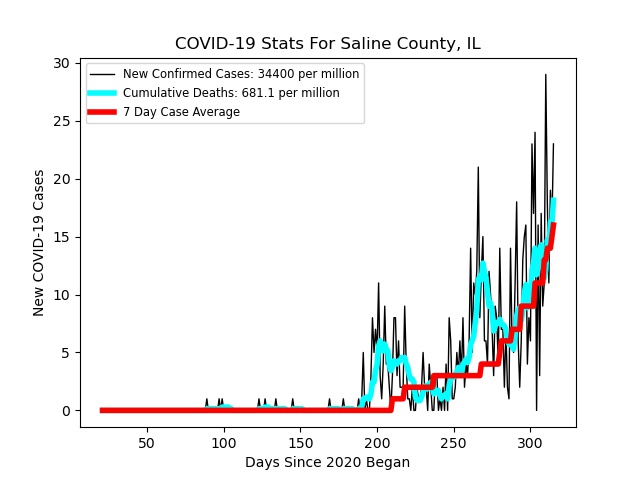 COVID-19 Stats For Saline County, IL
New Confirmed Cases: 34400 per million
Cumulative Deaths: 681.1 per million
7 Day Case Average
New COVID-19 Cases
30
25
20
15
10
5
0
50 100 150 200 250 300
Days Since 2020 Began